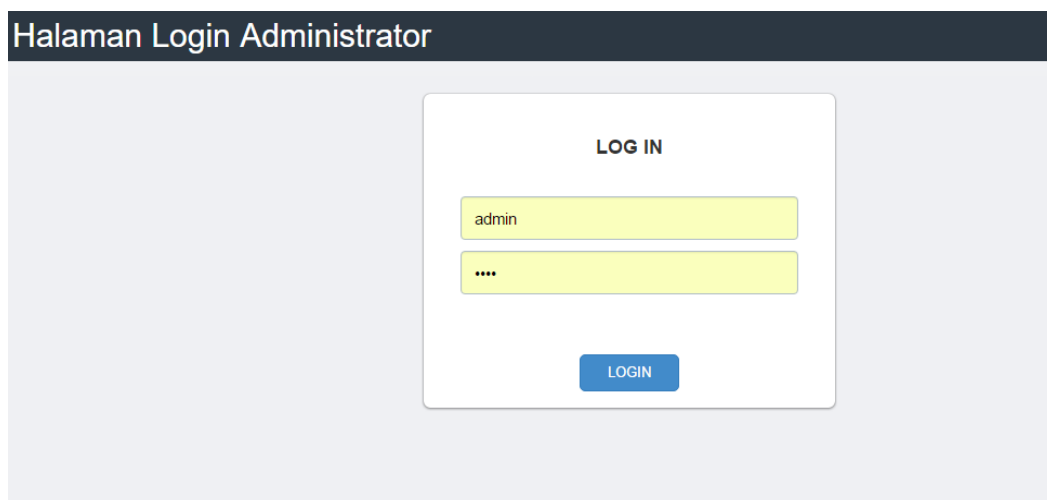 Halaman Login Administrator
LOG IN
admin
••••
LOGIN